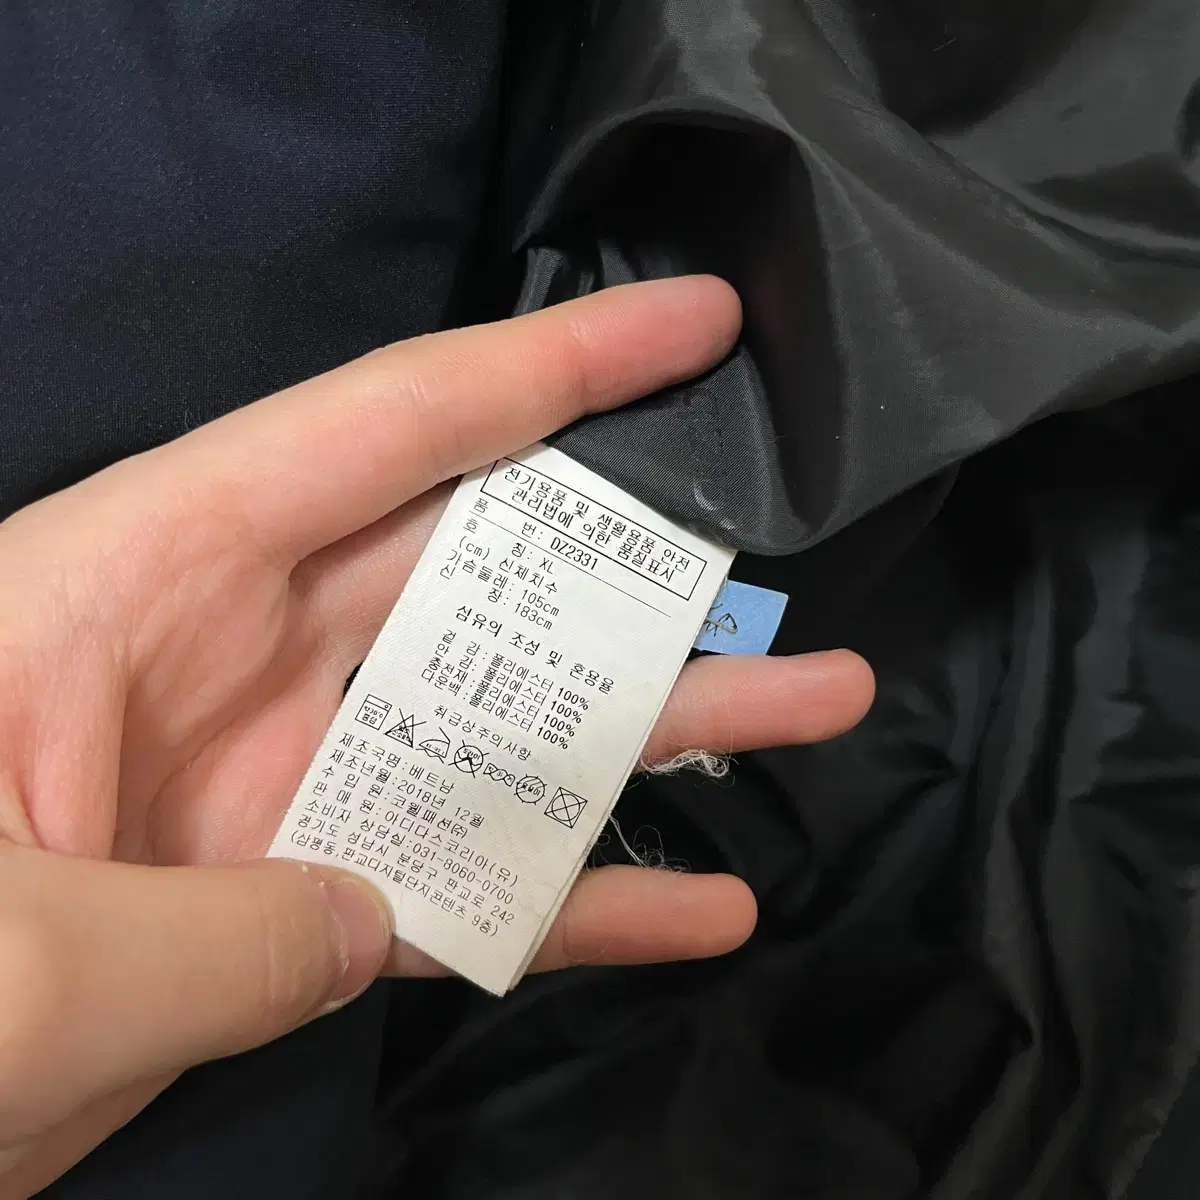 전기용품 및 생활용품 안전
관리법에 의한 품질표시
품 번: DZ2331
호 칭: XL
(cm) 신체치수
가슴둘레: 105cm
신 장: 183cm
섬유의 조성 및 혼용율
겉 감: 폴리에스터 100%
안 감: 폴리에스터 100%
충전재: 폴리에스터 100%
다운백: 폴리에스터 100%
취급상주의사항
제조국명:베트남
제조년월:2018년 12월
수 입 원:코웰패션㈜
판 매 원:아디다스코리아(유)
소비자 상담실:031-8060-0700
경기도 성남시 분당구 판교로 242
(삼평동,판교디지털단지콘텐츠 9층)